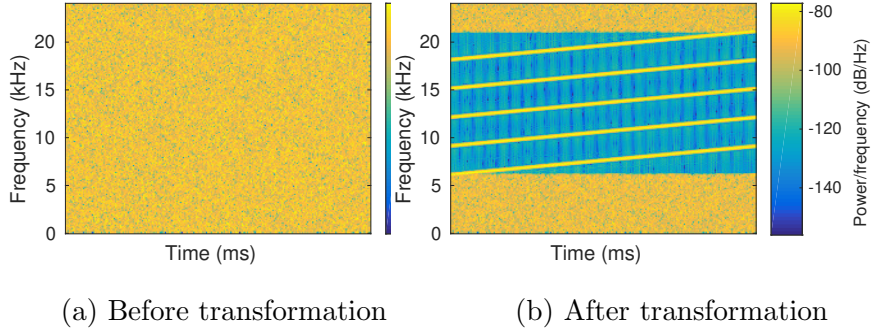 20
15
10
5
0
Frequency (kHz)
Time (ms)
(a) Before transformation
20
15
10
5
0
Frequency (kHz)
Time (ms)
-80
-100
-120
-140
Power/frequency (dB/Hz)
(b) After transformation